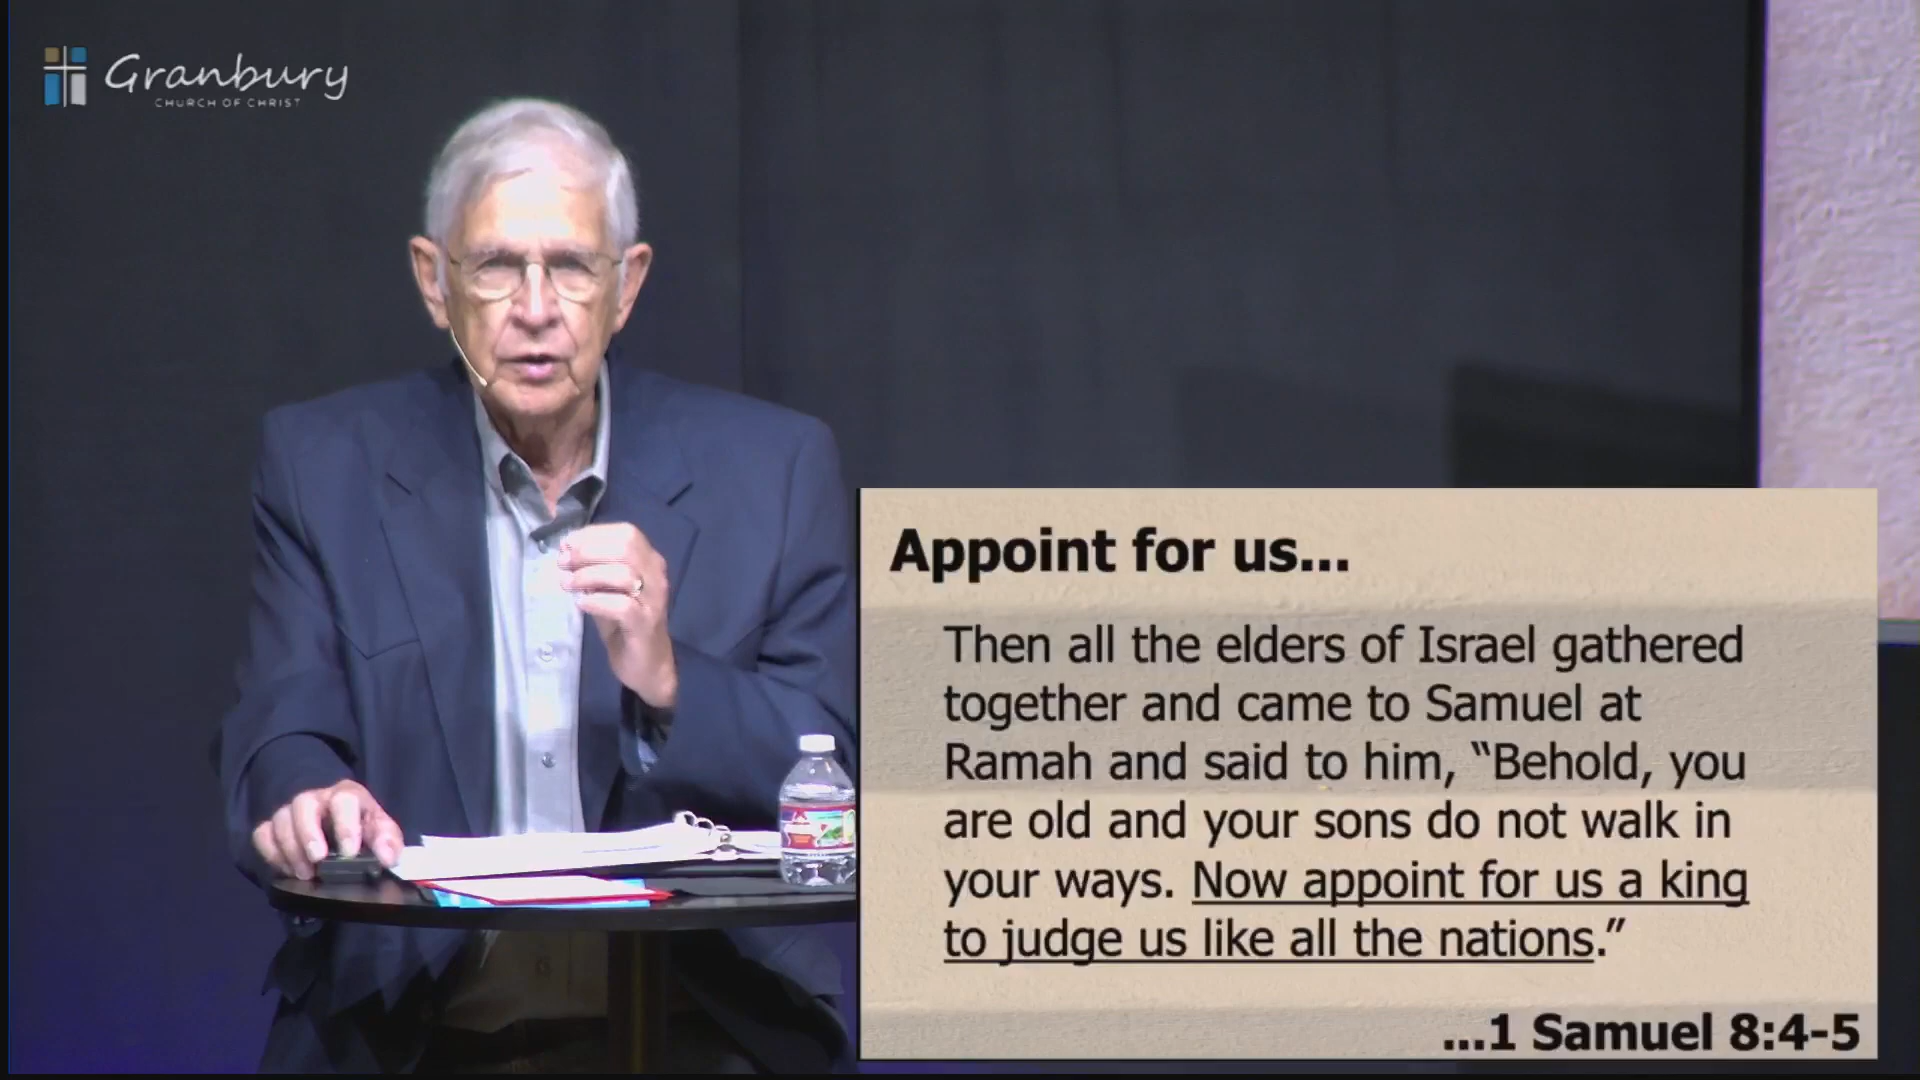 Granbury
CHURCH OF CHRIST
Appoint for us...
Then all the elders of Israel gathered
together and came to Samuel at
Ramah and said to him, “Behold, you
are old and your sons do not walk in
your ways. Now appoint for us a king
to judge us like all the nations.”
...1 Samuel 8:4-5